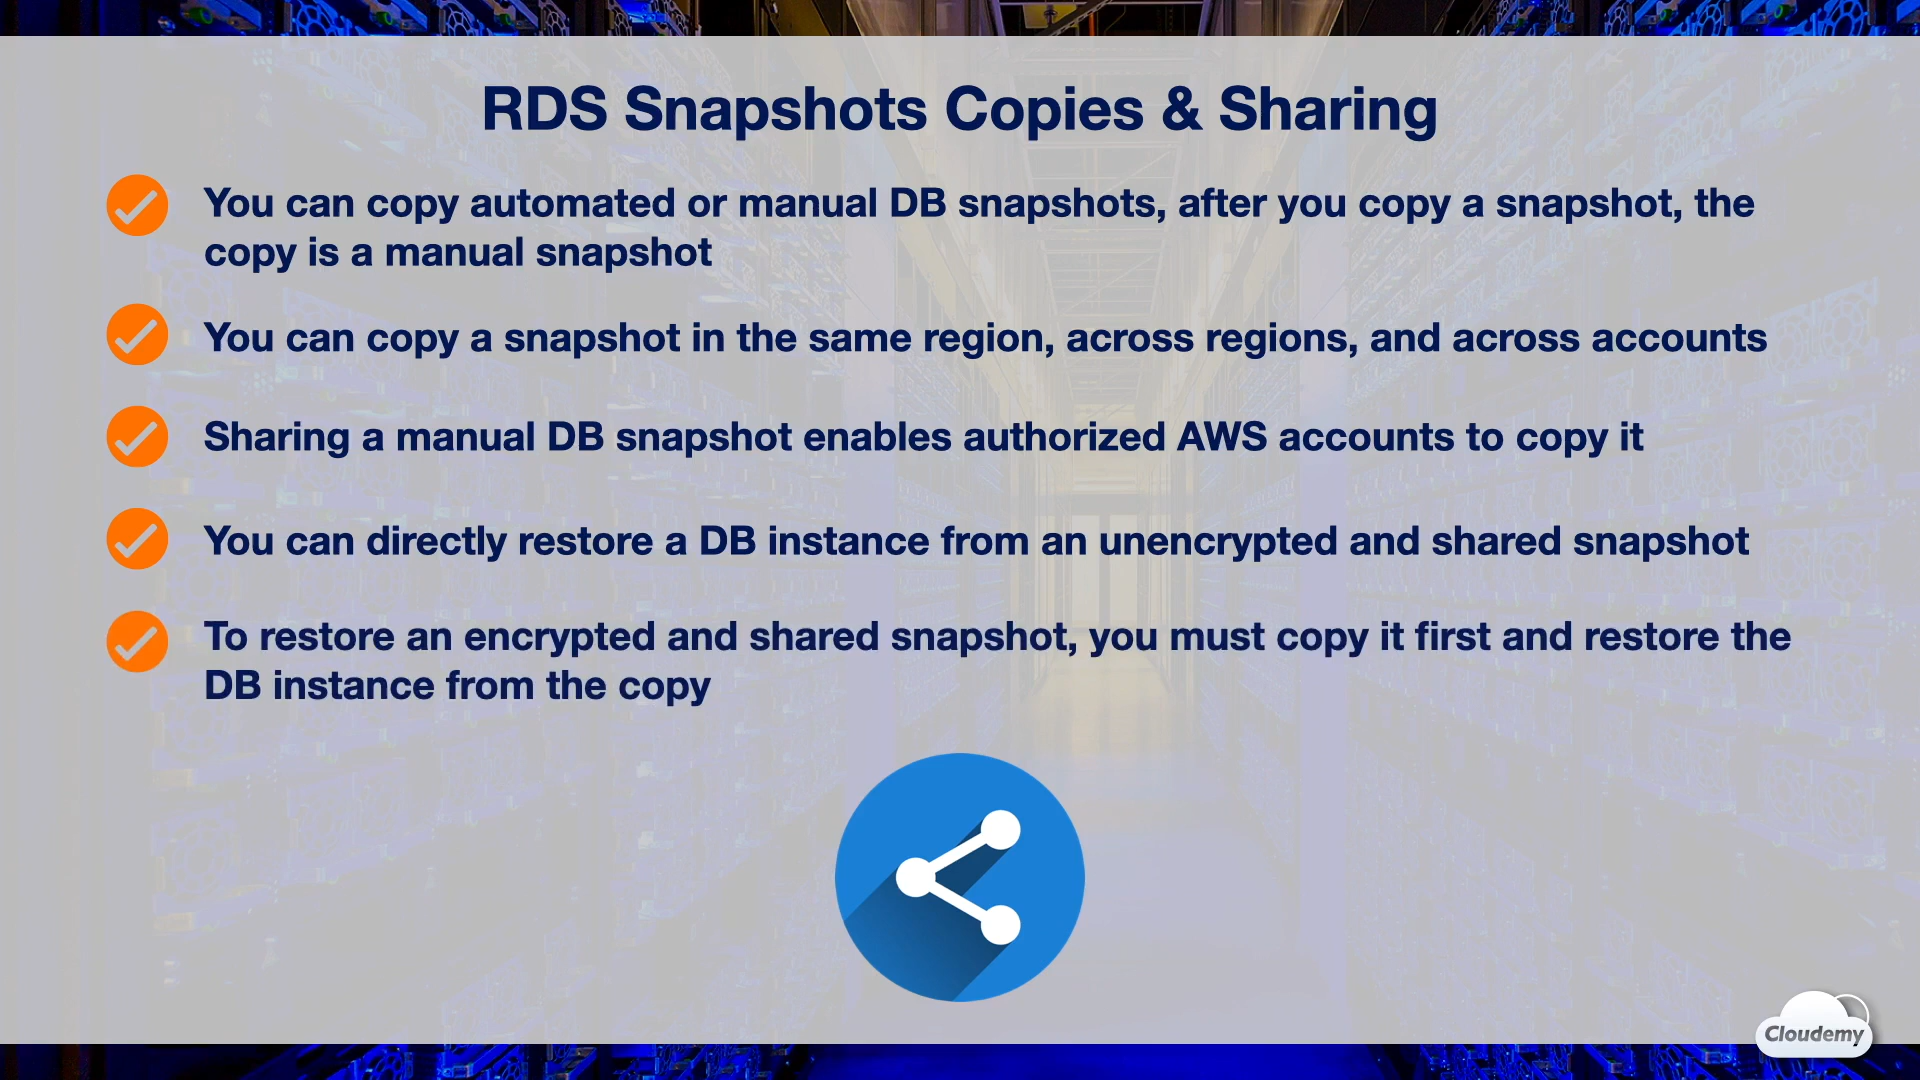 RDS Snapshots Copies & Sharing
You can copy automated or manual DB snapshots, after you copy a snapshot, the
copy is a manual snapshot
You can copy a snapshot in the same region, across regions, and across accounts
Sharing a manual DB snapshot enables authorized AWS accounts to copy it
You can directly restore a DB instance from an unencrypted and shared snapshot
To restore an encrypted and shared snapshot, you must copy it first and restore the
DB instance from the copy
Cloudemy